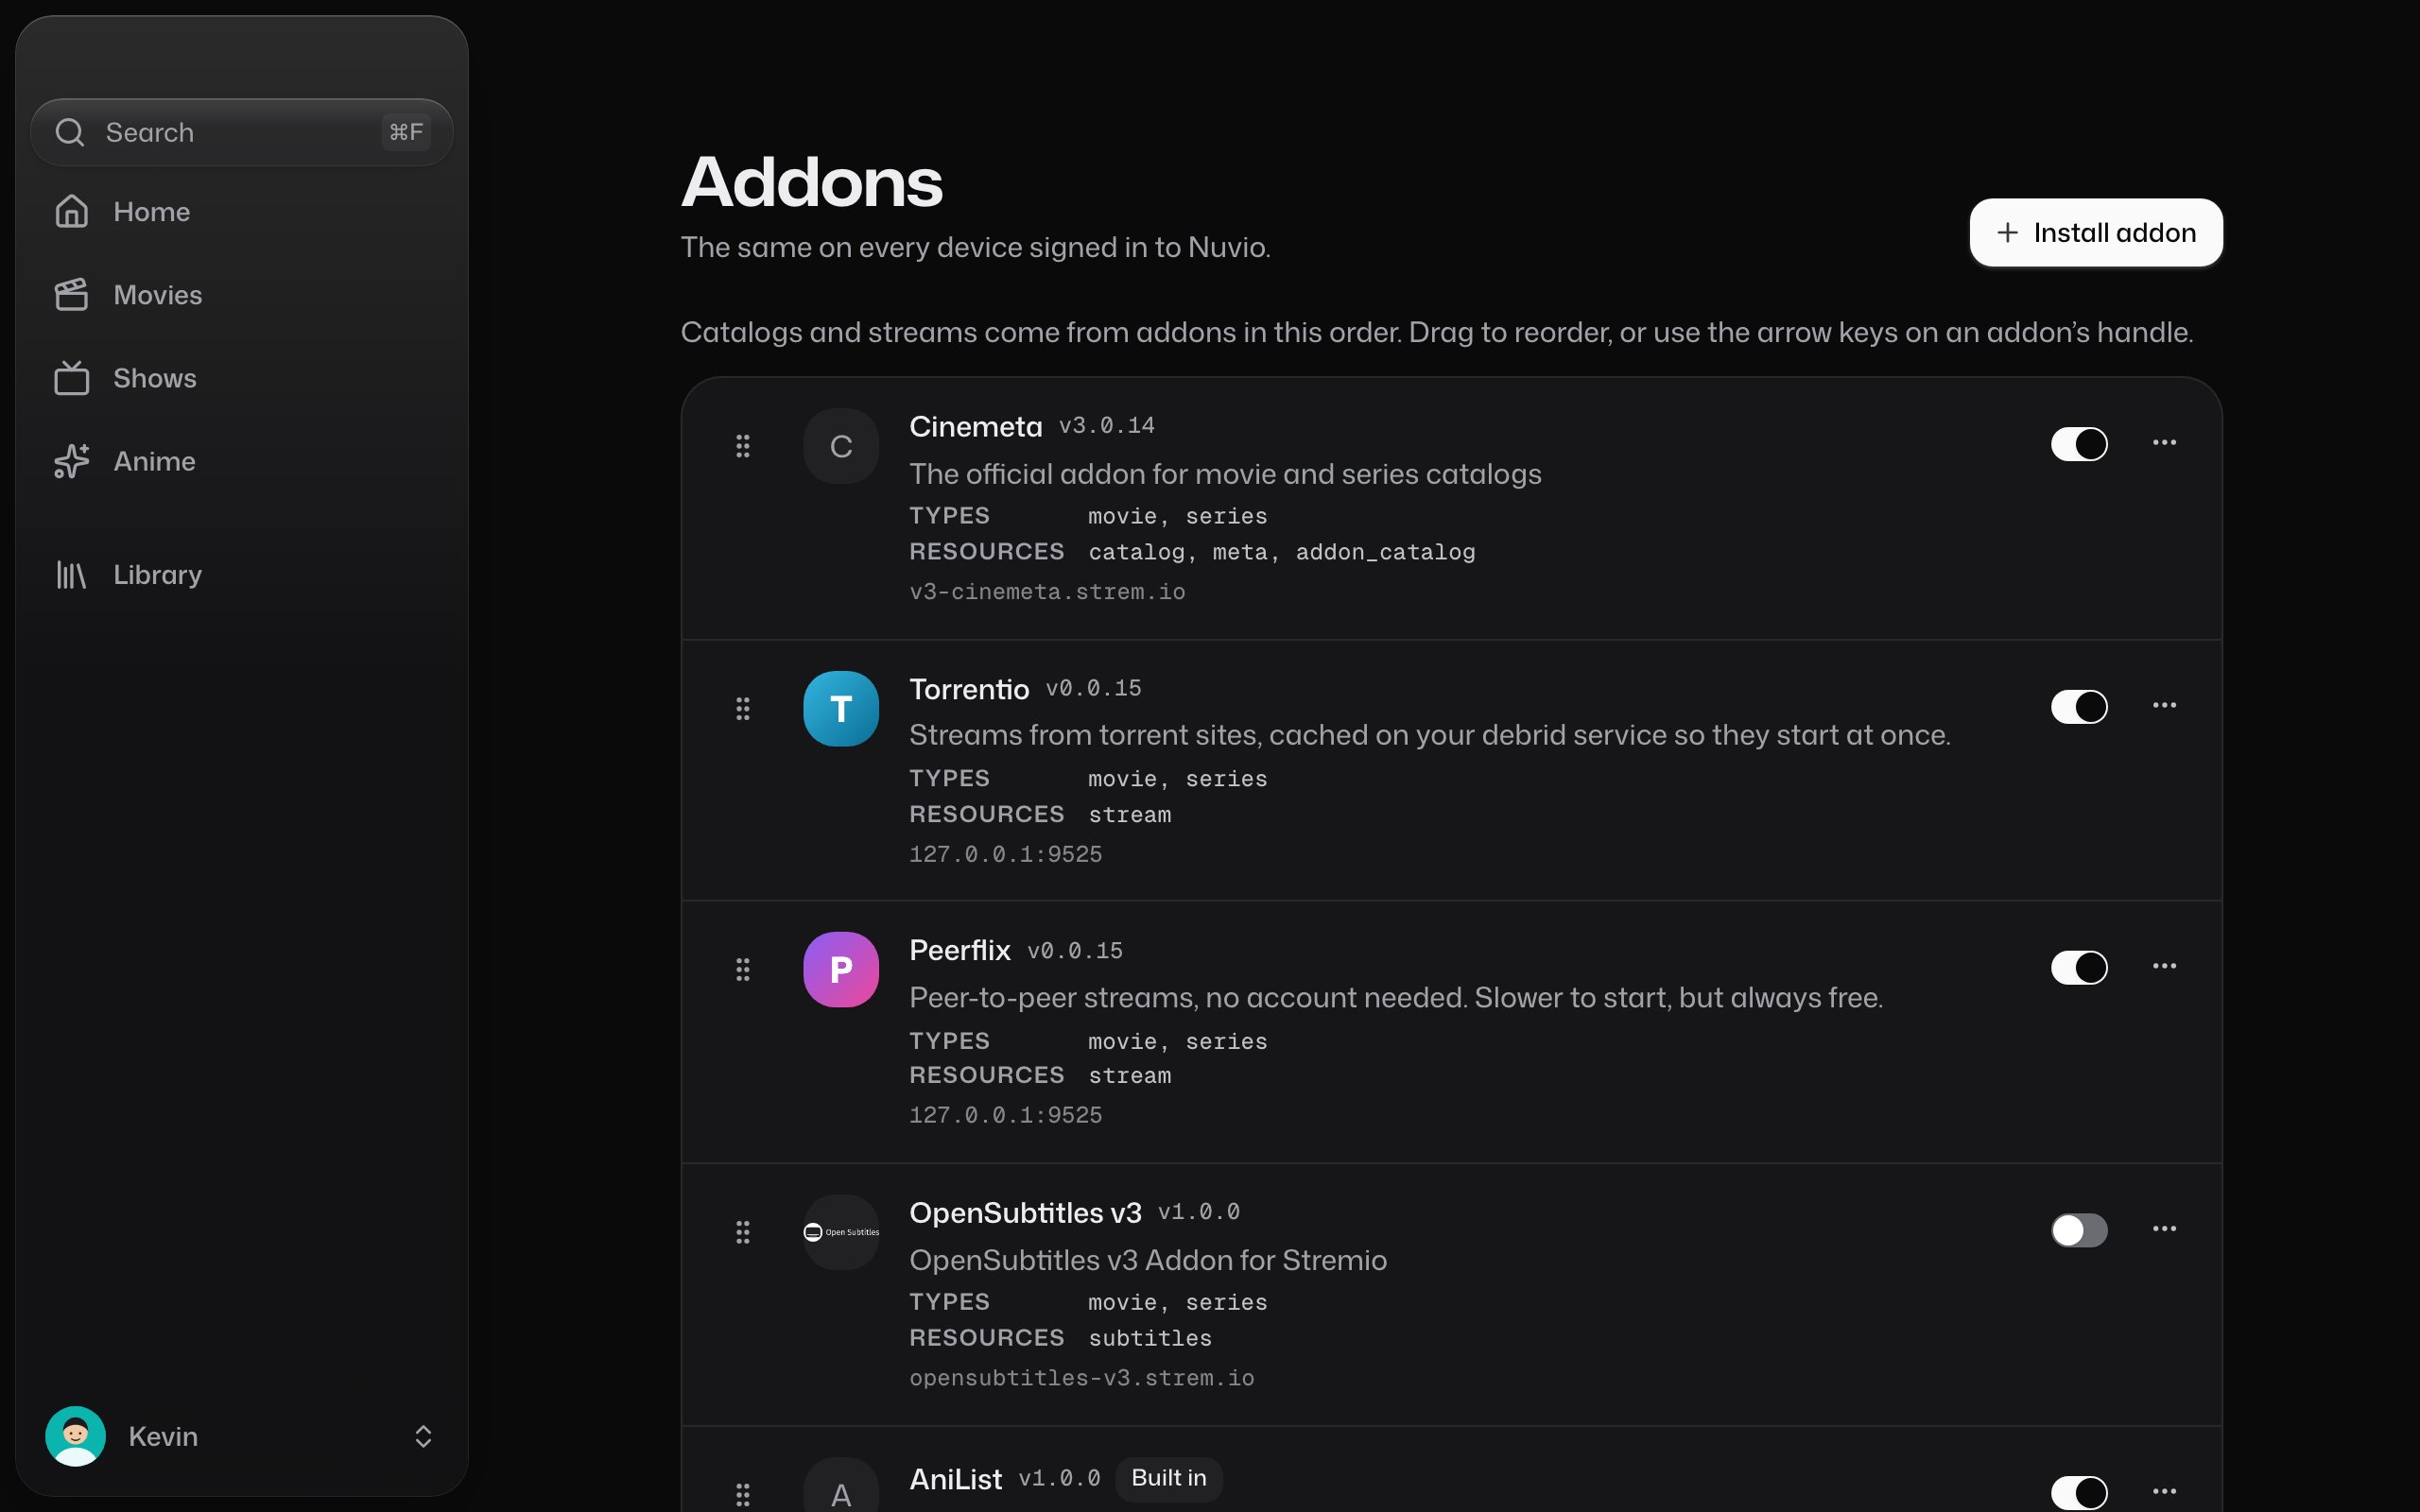 Search ⌘F
Home
Movies
Shows
Anime
Library
Kevin
Addons
The same on every device signed in to Nuvio.
Install addon
Catalogs and streams come from addons in this order. Drag to reorder, or use the arrow keys on an addon’s handle.
C
Cinemeta v3.0.14
The official addon for movie and series catalogs
TYPES movie, series
RESOURCES catalog, meta, addon_catalog
v3-cinemeta.strem.io
T
Torrentio v0.0.15
Streams from torrent sites, cached on your debrid service so they start at once.
TYPES movie, series
RESOURCES stream
127.0.0.1:9525
P
Peerflix v0.0.15
Peer-to-peer streams, no account needed. Slower to start, but always free.
TYPES movie, series
RESOURCES stream
127.0.0.1:9525
Open Subtitles
OpenSubtitles v3 v1.0.0
OpenSubtitles v3 Addon for Stremio
TYPES movie, series
RESOURCES subtitles
opensubtitles-v3.strem.io
A
AniList v1.0.0 Built in